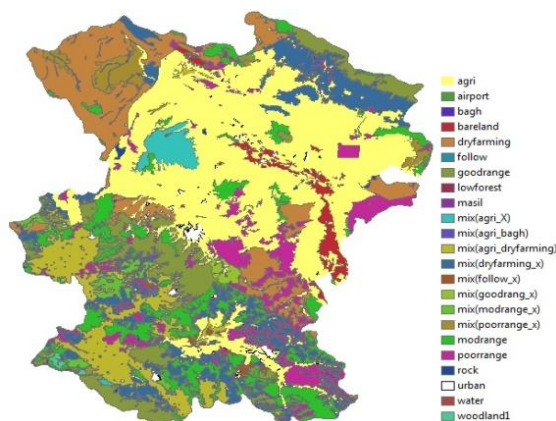 agri
airport
bagh
bareland
dryfarming
follow
goodrange
lowforest
masil
mix(agri_X)
mix(agri_bagh)
mix(agri_dryfarming)
mix(dryfarming_x)
mix(follow_x)
mix(goodrang_x)
mix(modrange_x)
mix(poorrange_x)
modrange
poorrange
rock
urban
water
woodland1